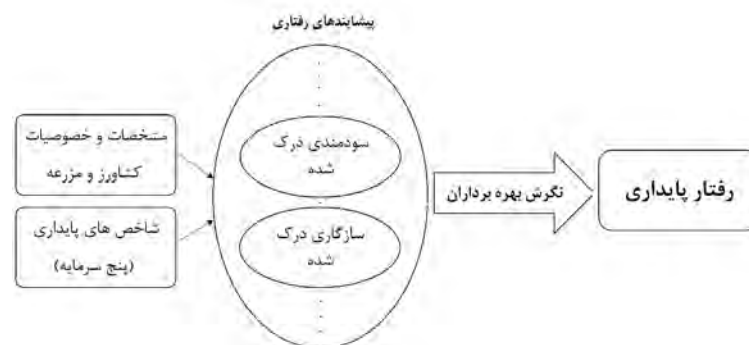 پیشایندهای رفتاری
مشخصات و خصوصیات
کشاورز و مزرعه
شاخص های پایداری
(پنج سرمایه)
سودمندی درک
شده
سازگاری درک
شده
نگرش بهره برداران
رفتار پایداری